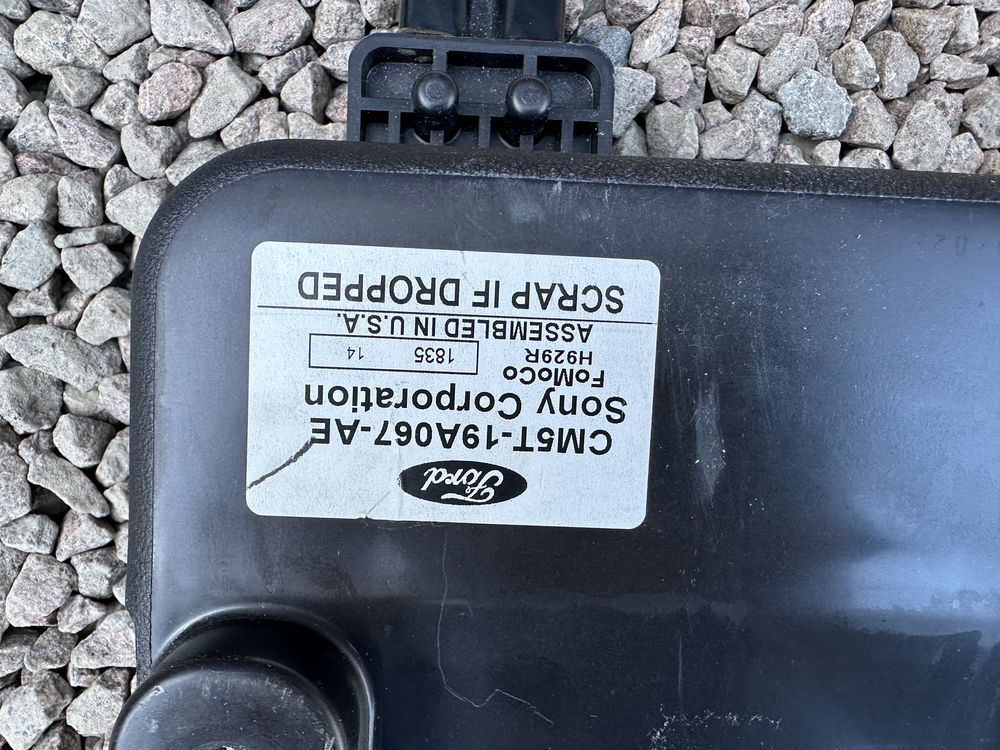 Ford
CM5T-19A067-AE
Sony Corporation
FoMoCo
H929R
1835 14
ASSEMBLED IN U.S.A.
SCRAP IF DROPPED